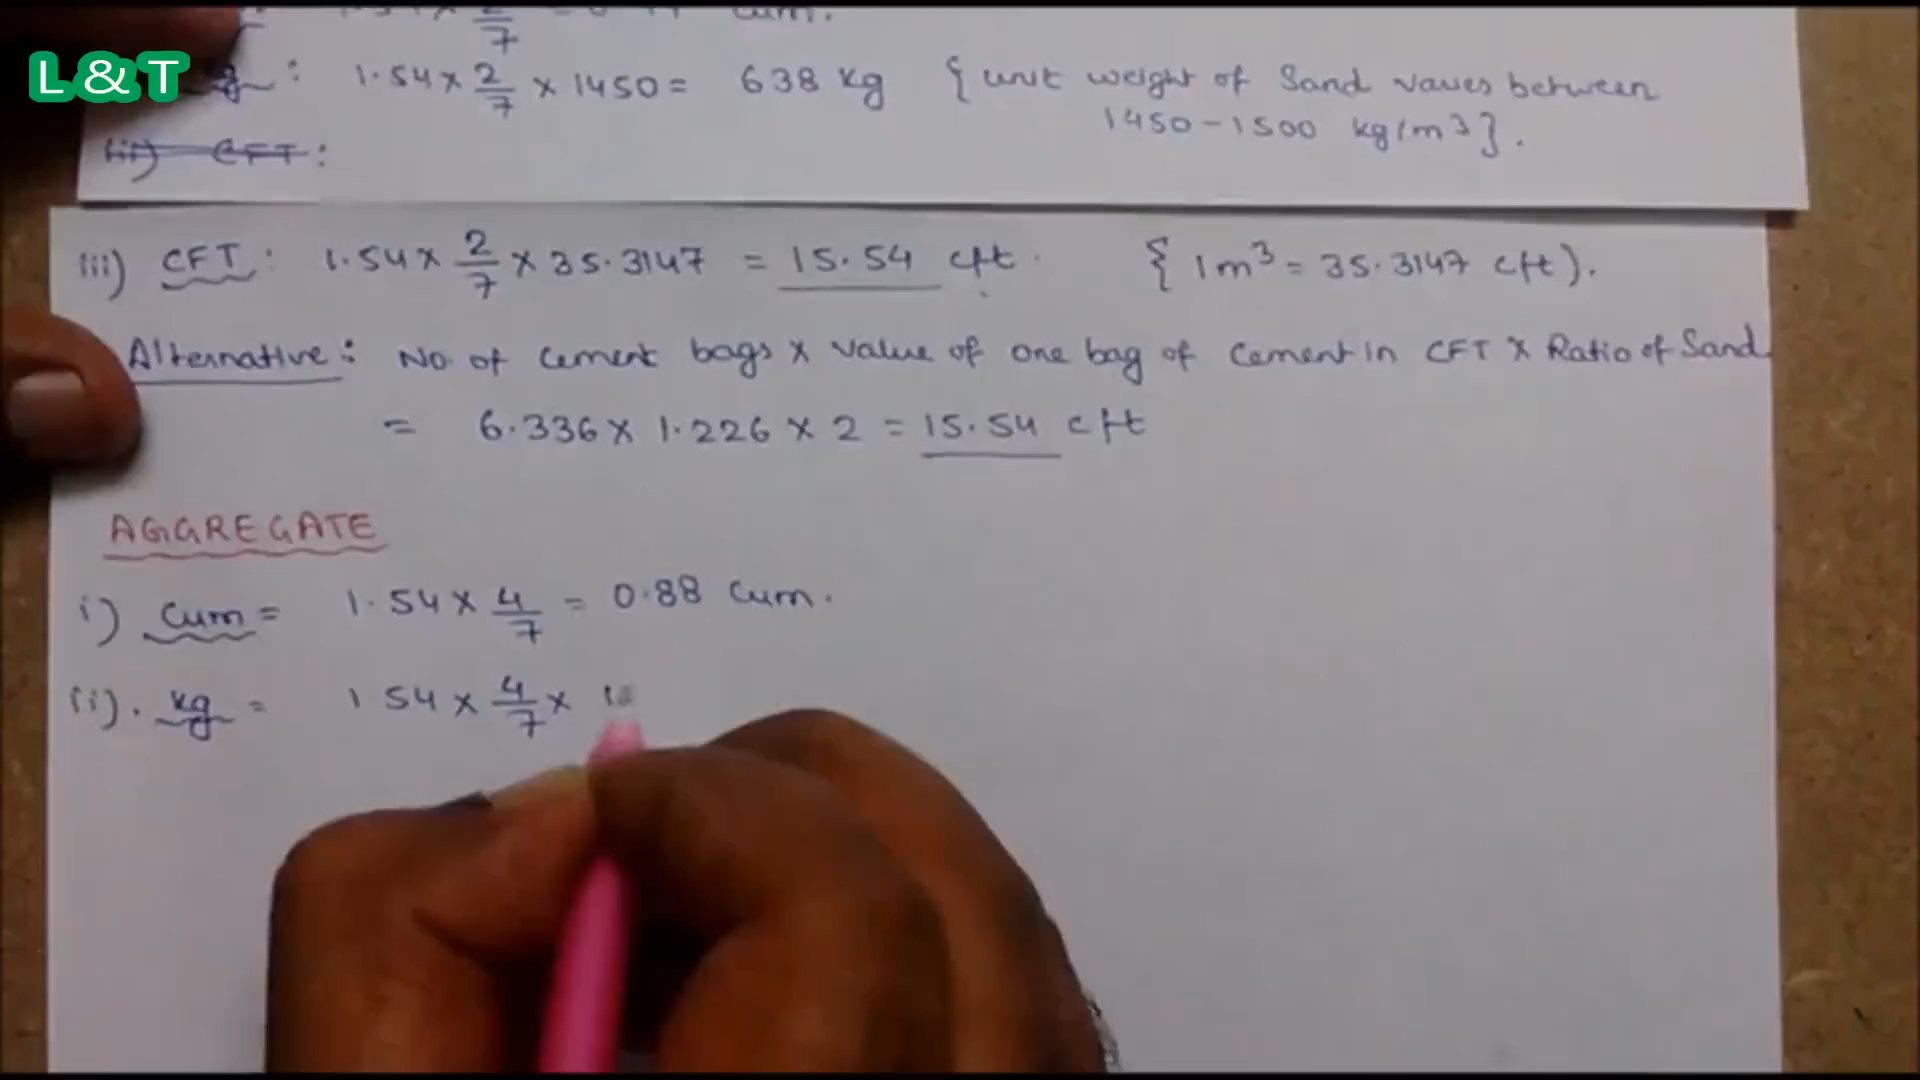 cum.
7
L&T
: 1.54 x 2/7 x 1450 = 638 kg { unit weight of Sand varies between
1450 - 1500 kg/m³}.
iii) CFT :
iii) CFT : 1.54 x 2/7 x 35.3147 = 15.54 cft. { 1m³ = 35.3147 cft).
Alternative : No. of cement bags x value of one bag of cement in CFT x Ratio of Sand
= 6.336 x 1.226 x 2 = 15.54 cft
AGGREGATE
i) Cum = 1.54 x 4/7 = 0.88 Cum.
(ii). kg = 1.54 x 4/7 x